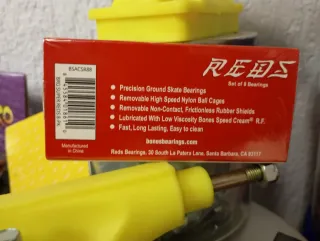 BSACSR88
REDS
Set of 8 Bearings
• Precision Ground Skate Bearings
• Removable High Speed Nylon Ball Cages
• Removable Non-Contact, Frictionless Rubber Shields
• Lubricated With Low Viscosity Bones Speed Cream® R.F.
• Fast, Long Lasting, Easy to clean
Manufactured
in China
bonesbearings.com
Reds Bearings, 30 South La Patera Lane, Santa Barbara, CA 93117